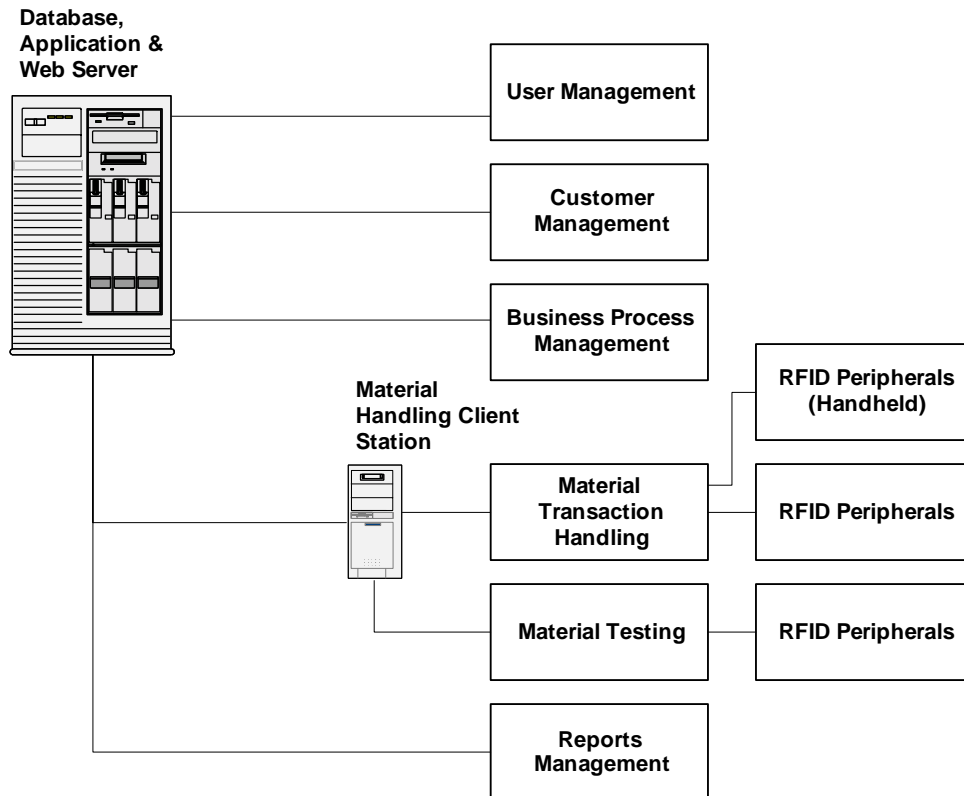 Database,
Application &
Web Server
User Management
Customer
Management
Business Process
Management
RFID Peripherals
(Handheld)
Material
Handling Client
Station
Material
Transaction
Handling
RFID Peripherals
Material Testing
RFID Peripherals
Reports
Management